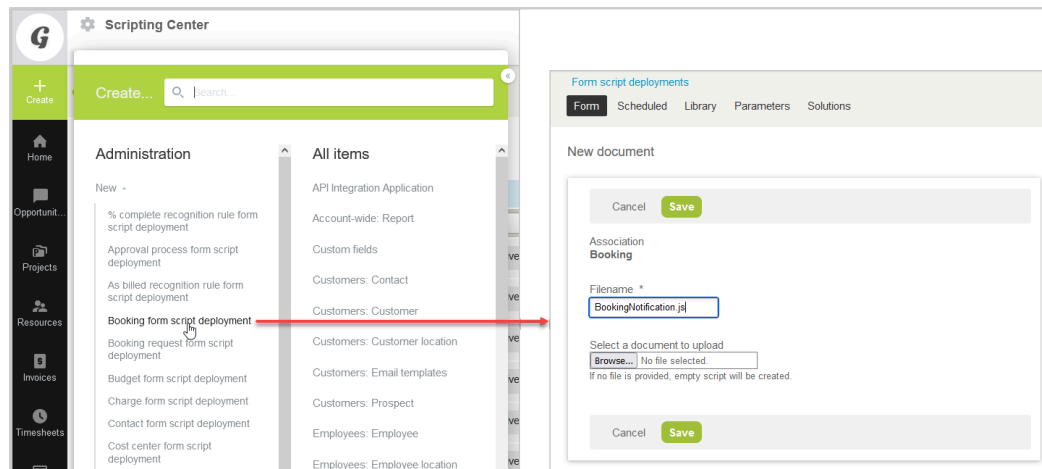 G
Scripting Center
Create
Create...
Search...
Home
Opportunit...
Projects
Resources
Invoices
Timesheets
Administration
New -
% complete recognition rule form
script deployment
Approval process form script
deployment
As billed recognition rule form
script deployment
Booking form script deployment
Booking request form script
deployment
Budget form script deployment
Charge form script deployment
Contact form script deployment
Cost center form script
deployment
All items
API Integration Application
Account-wide: Report
Custom fields
Customers: Contact
Customers: Customer
Customers: Customer location
Customers: Email templates
Customers: Prospect
Employees: Employee
Employees: Employee location
ve
ve
ve
ve
ve
ve
Form script deployments
Form Scheduled Library Parameters Solutions
New document
Cancel Save
Association
Booking
Filename *
BookingNotification.js
Select a document to upload
Browse... No file selected.
If no file is provided, empty script will be created.
Cancel Save